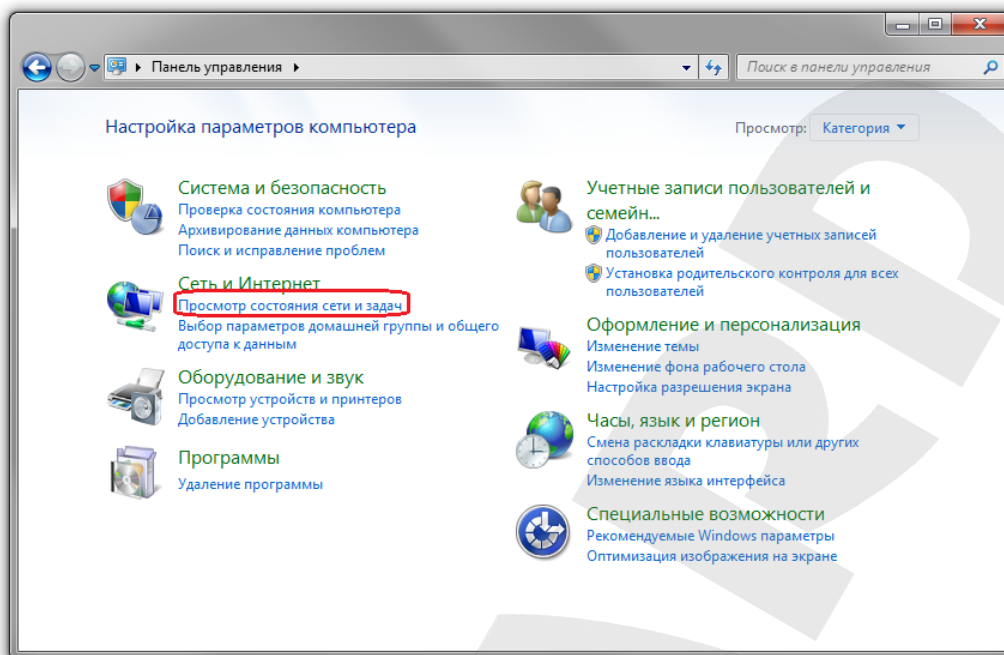 Панель управления
Поиск в панели управления
Настройка параметров компьютера
Просмотр: Категория
Система и безопасность
Проверка состояния компьютера
Архивирование данных компьютера
Поиск и исправление проблем
Сеть и Интернет
Просмотр состояния сети и задач
Выбор параметров домашней группы и общего
доступа к данным
Оборудование и звук
Просмотр устройств и принтеров
Добавление устройства
Программы
Удаление программы
Учетные записи пользователей и
семейн...
Добавление и удаление учетных записей
пользователей
Установка родительского контроля для всех
пользователей
Оформление и персонализация
Изменение темы
Изменение фона рабочего стола
Настройка разрешения экрана
Часы, язык и регион
Смена раскладки клавиатуры или других
способов ввода
Изменение языка интерфейса
Специальные возможности
Рекомендуемые Windows параметры
Оптимизация изображения на экране